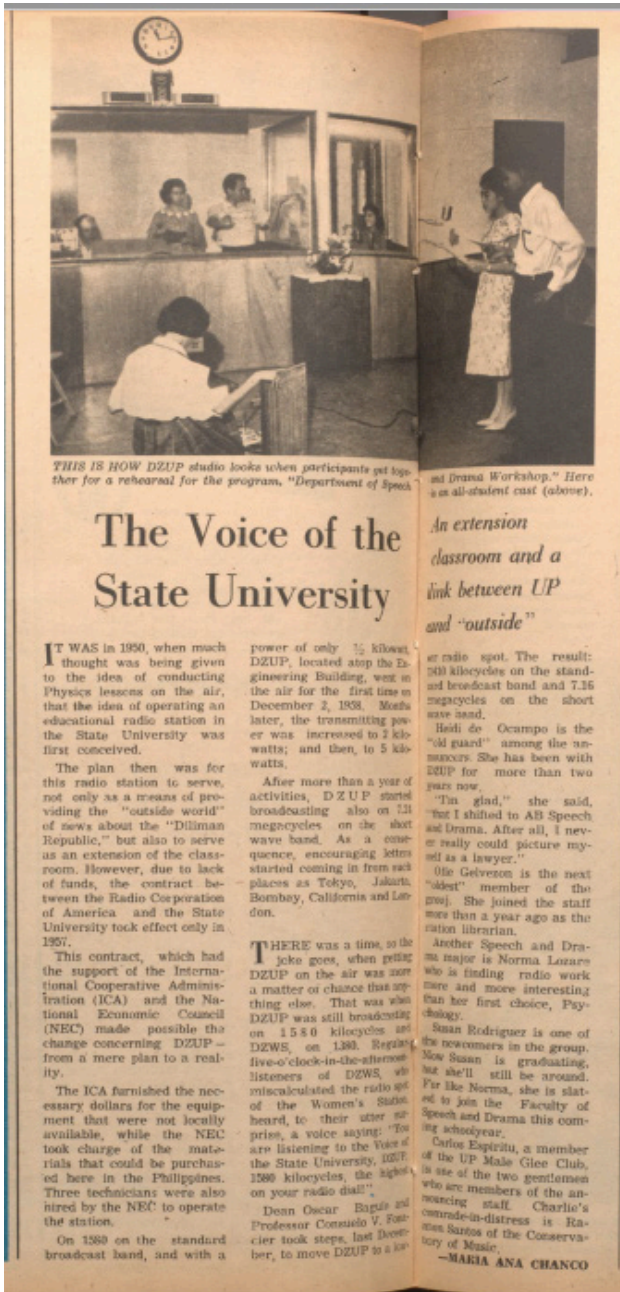 THIS IS HOW DZUP studio looks when participants get toge-
ther for a rehearsal for the program, "Department of Speech
and Drama Workshop." Here
is an all-student cast (above).
The Voice of the
State University
An extension
classroom and a
link between UP
and "outside"
IT WAS in 1950, when much
thought was being given
to the idea of conducting
Physics lessons on the air,
that the idea of operating an
educational radio station in
the State University was
first conceived.
The plan then was for
this radio station to serve,
not only as a means of pro-
viding the "outside world"
of news about the "Diliman
Republic," but also to serve
as an extension of the class-
room. However, due to lack
of funds, the contract be-
tween the Radio Corporation
of America and the State
University took effect only in
1957.
This contract, which had
the support of the Interna-
tional Cooperative Adminis-
tration (ICA) and the Na-
tional Economic Council
(NEC) made possible the
change concerning DZUP —
from a mere plan to a real-
ity.
The ICA furnished the nec-
essary dollars for the equip-
ment that were not locally
available, while the NEC
took charge of the mate-
rials that could be purchas-
ed here in the Philippines.
Three technicians were also
hired by the NEC to operate
the station.
On 1580 on the standard
broadcast band, and with a
power of only ½ kilowatt,
DZUP, located atop the En-
gineering Building, went on
the air for the first time on
December 2, 1958. Months
later, the transmitting pow-
er was increased to 2 kilo-
watts; and then, to 5 kilo-
watts.
After more than a year of
activities, DZUP started
broadcasting also on
megacycles on the short
wave band. As a conse-
quence, encouraging letters
started coming in from such
places as Tokyo, Jakarta,
Bombay, California and Lon-
don.
THERE was a time, so the
joke goes, when getting
DZUP on the air was more
a matter of chance than any-
thing else. That was when
DZUP was still broadcasting
on 1580 kilocycles and
DZWS, on 1380. Regular
five-o'clock-in-the-afternoon
listeners of DZWS, who
miscalculated the radio spot
of the Women's Station
heard, to their utter sur-
prise, a voice saying: "You
are listening to the Voice of
the State University, DZUP,
1580 kilocycles, the highest
on your radio dial!".
Dean Oscar and
Professor Consuelo V. Fon-
cier took steps, last Decem-
ber, to move DZUP to a
er radio spot. The result:
kilocycles on the stand-
ard broadcast band and 7.16
megacycles on the short
wave band.
Heidi de Ocampo is the
"old guard" among the an-
nouncers. She has been with
DZUP for more than two
years now.
"I'm glad," she said,
"that I shifted to AB Speech
and Drama. After all, I nev-
er really could picture my-
self as a lawyer."
Olie Gelvezon is the next
"oldest" member of the
group. She joined the staff
more than a year ago as the
station librarian.
Another Speech and Dra-
ma major is Norma Lozare
who is finding radio work
more and more interesting
than her first choice, Psy-
chology.
Susan Rodriguez is one of
the newcomers in the group.
Now Susan is graduating,
but she'll still be around.
For like Norma, she is slat-
ed to join the Faculty of
Speech and Drama this com-
ing schoolyear.
Carlos Espiritu, a member
of the UP Male Glee Club,
is one of the two gentlemen
who are members of the an-
nouncing staff. Charlie's
comrade-in-distress is Ra-
mon Santos of the Conserva-
tory of Music.
—MARIA ANA CHANCO